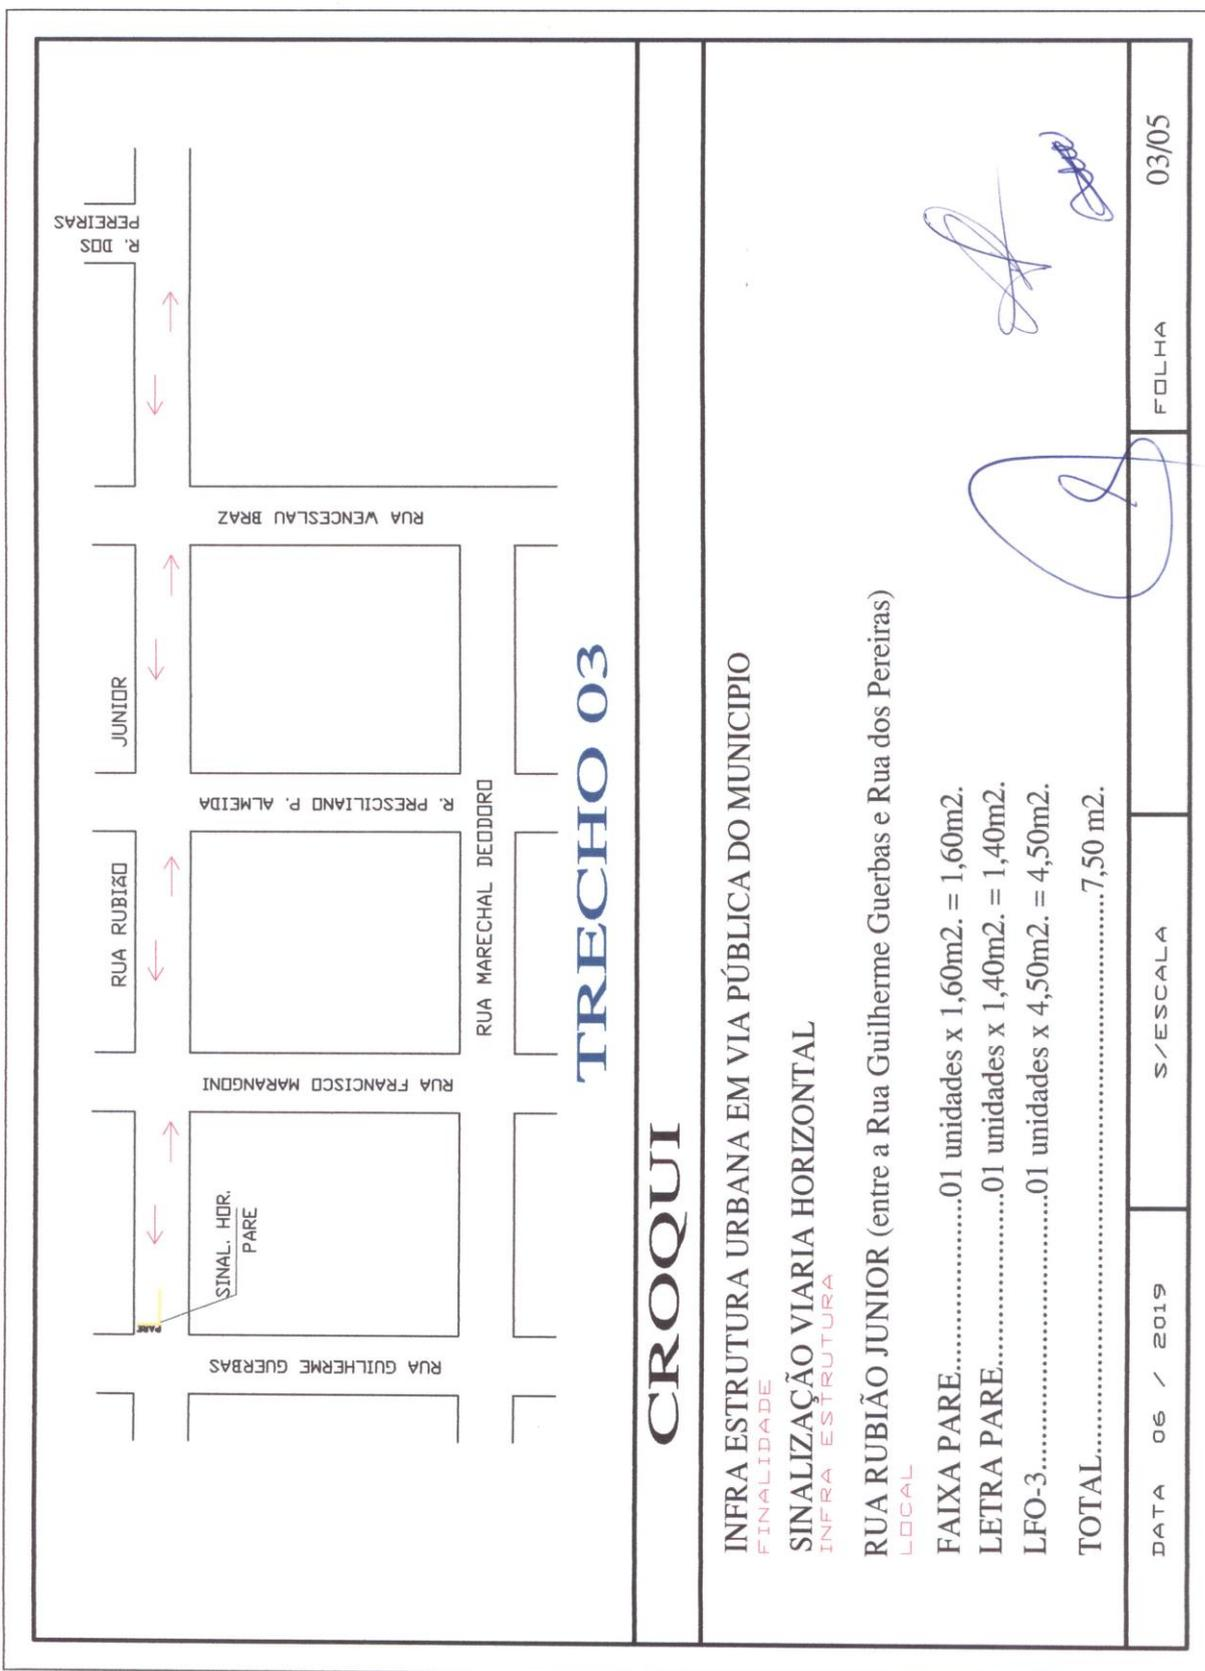 R. DOS
PEREIRAS
RUA RUBIÃO JUNIOR
RUA GUILHERME GUERBAS
PARE
SINAL. HOR.
PARE
RUA FRANCISCO MARANGONI
R. PRESCILIANO P. ALMEIDA
RUA WENCESLAU BRAZ
RUA MARECHAL DEODORO
TRECHO 03
CROQUI
INFRA ESTRUTURA URBANA EM VIA PÚBLICA DO MUNICIPIO
FINALIDADE
SINALIZAÇÃO VIARIA HORIZONTAL
INFRA ESTRUTURA
RUA RUBIÃO JUNIOR (entre a Rua Guilherme Guerbas e Rua dos Pereiras)
LOCAL
FAIXA PARE..............................01 unidades x 1,60m2. = 1,60m2.
LETRA PARE..............................01 unidades x 1,40m2. = 1,40m2.
LFO-3..............................................01 unidades x 4,50m2. = 4,50m2.
TOTAL..............................................................................7,50 m2.
DATA 06 / 2019 S/ESCALA FOLHA 03/05